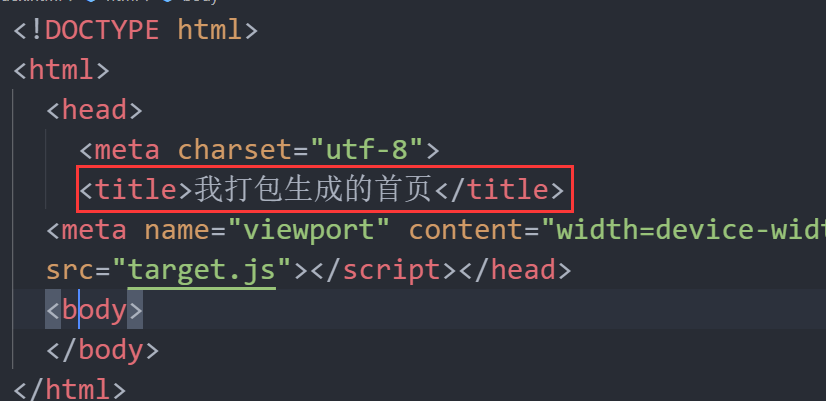 <!DOCTYPE html>
<html>
<head>
<meta charset="utf-8">
<title>我打包生成的首页</title>
<meta name="viewport" content="width=device-widt
src="target.js"></script></head>
<body>
</body>
</html>